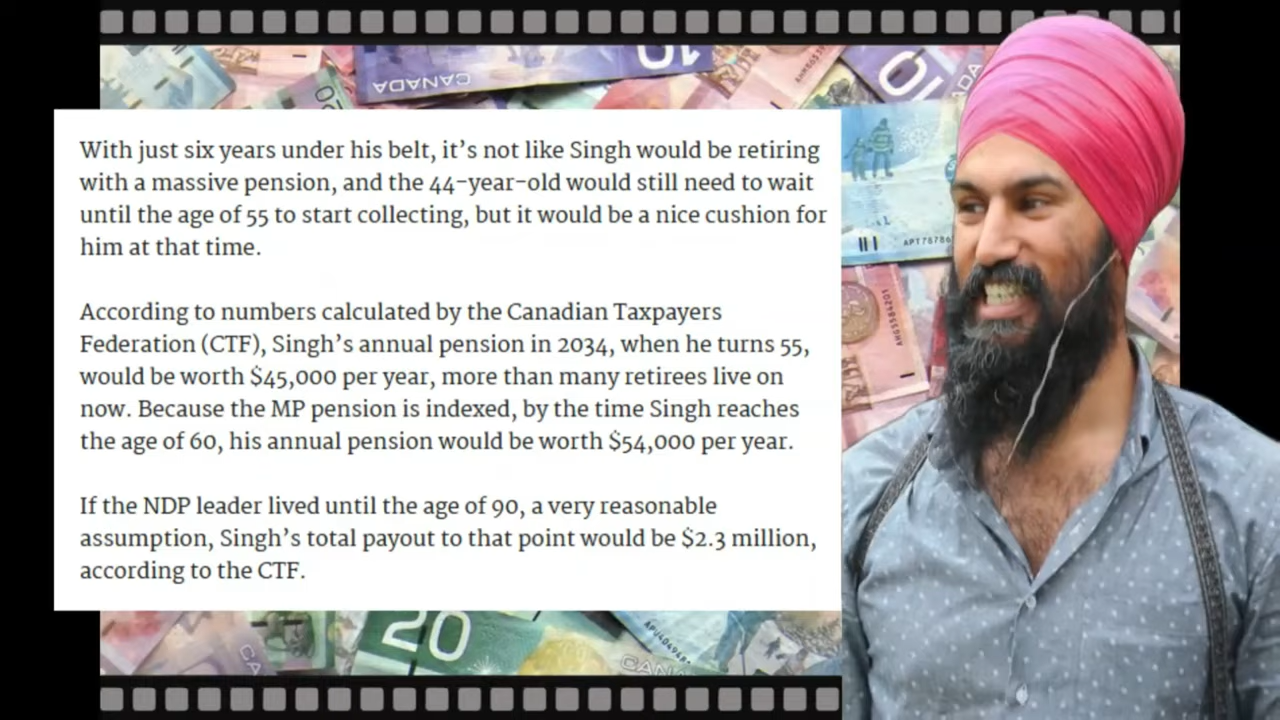 10
CANADA
10
With just six years under his belt, it's not like Singh would be retiring
with a massive pension, and the 44-year-old would still need to wait
until the age of 55 to start collecting, but it would be a nice cushion for
him at that time.
According to numbers calculated by the Canadian Taxpayers
Federation (CTF), Singh's annual pension in 2034, when he turns 55,
would be worth $45,000 per year, more than many retirees live on
now. Because the MP pension is indexed, by the time Singh reaches
the age of 60, his annual pension would be worth $54,000 per year.
If the NDP leader lived until the age of 90, a very reasonable
assumption, Singh's total payout to that point would be $2.3 million,
according to the CTF.
20